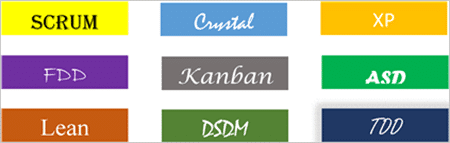 SCRUM
Crystal
XP
FDD
Kanban
ASD
Lean
DSDM
TDD